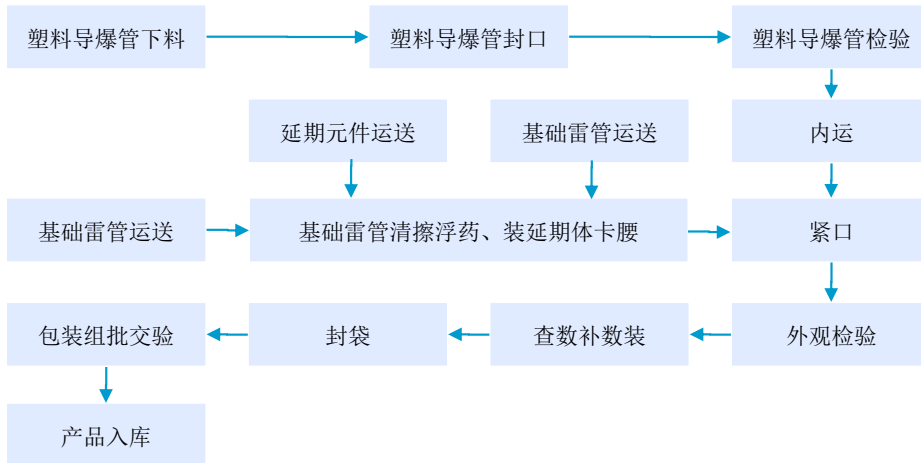 塑料导爆管下料
塑料导爆管封口
塑料导爆管检验
延期元件运送
基础雷管运送
内运
基础雷管运送
基础雷管清擦浮药、装延期体卡腰
紧口
包装组批交验
封袋
查数补数装
外观检验
产品入库